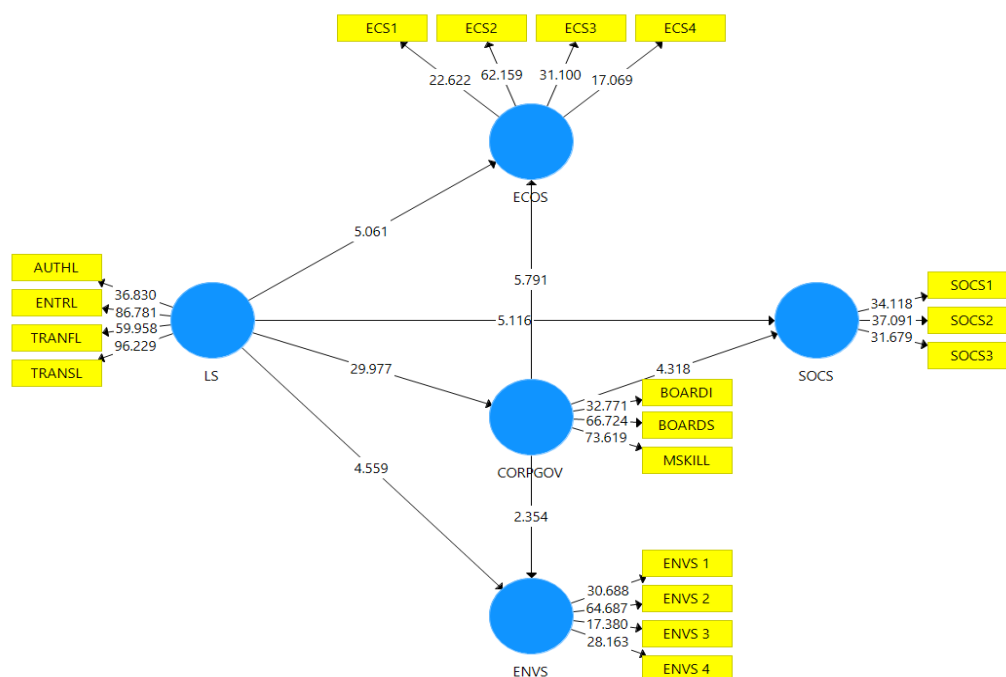 ECS1
ECS2
ECS3
ECS4
22.622
62.159
31.100
17.069
ECOS
5.061
AUTHL
ENTRL
TRANFL
TRANSL
36.830
86.781
59.958
96.229
LS
5.791
5.116
SOCS1
SOCS2
SOCS3
34.118
37.091
31.679
SOCS
29.977
4.318
BOARDI
BOARDS
MSKILL
32.771
66.724
73.619
CORPGOV
4.559
2.354
ENVS 1
ENVS 2
ENVS 3
ENVS 4
30.688
64.687
17.380
28.163
ENVS